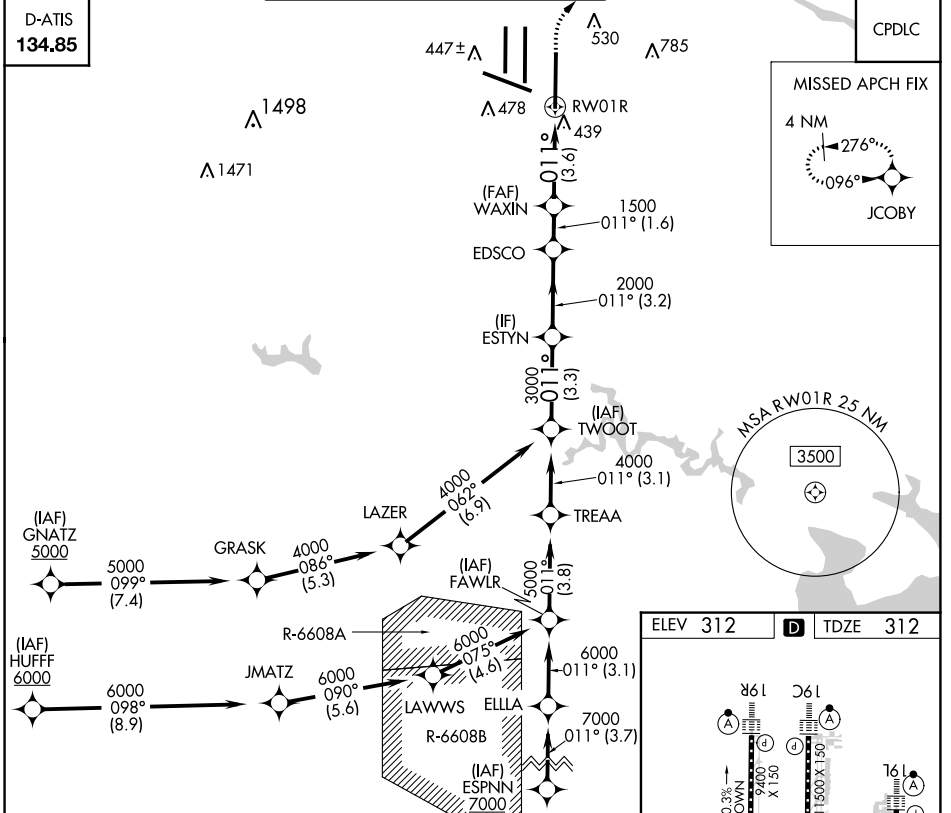 D-ATIS
134.85
CPDLC
447±
530
785
MISSED APCH FIX
4 NM
276°
096°
JCOBY
1498
1471
478
RW01R
439
011°
(3.6)
(FAF)
WAXIN
1500
011° (1.6)
EDSCO
2000
011° (3.2)
(IF)
ESTYN
3000
011°
(3.3)
(IAF)
TWOOT
MSA RW01R 25 NM
3500
4000
011° (3.1)
TREAA
4000
062°
(6.9)
LAZER
(IAF)
GNATZ
5000
GRASK
5000
099°
(7.4)
4000
086°
(5.3)
(IAF)
FAWLR
5000
011°
(3.8)
R-6608A
6000
075°
(4.6)
(IAF)
HUFFF
6000
JMATZ
6000
098°
(8.9)
6000
090°
(5.6)
LAWWS
ELLLA
6000
011° (3.1)
R-6608B
7000
011° (3.7)
(IAF)
ESPNN
7000
ELEV 312
D
TDZE 312
19R
19C
19L
A
A
A
P
P
0.3%
OWN
9400
X 150
11500 X 150